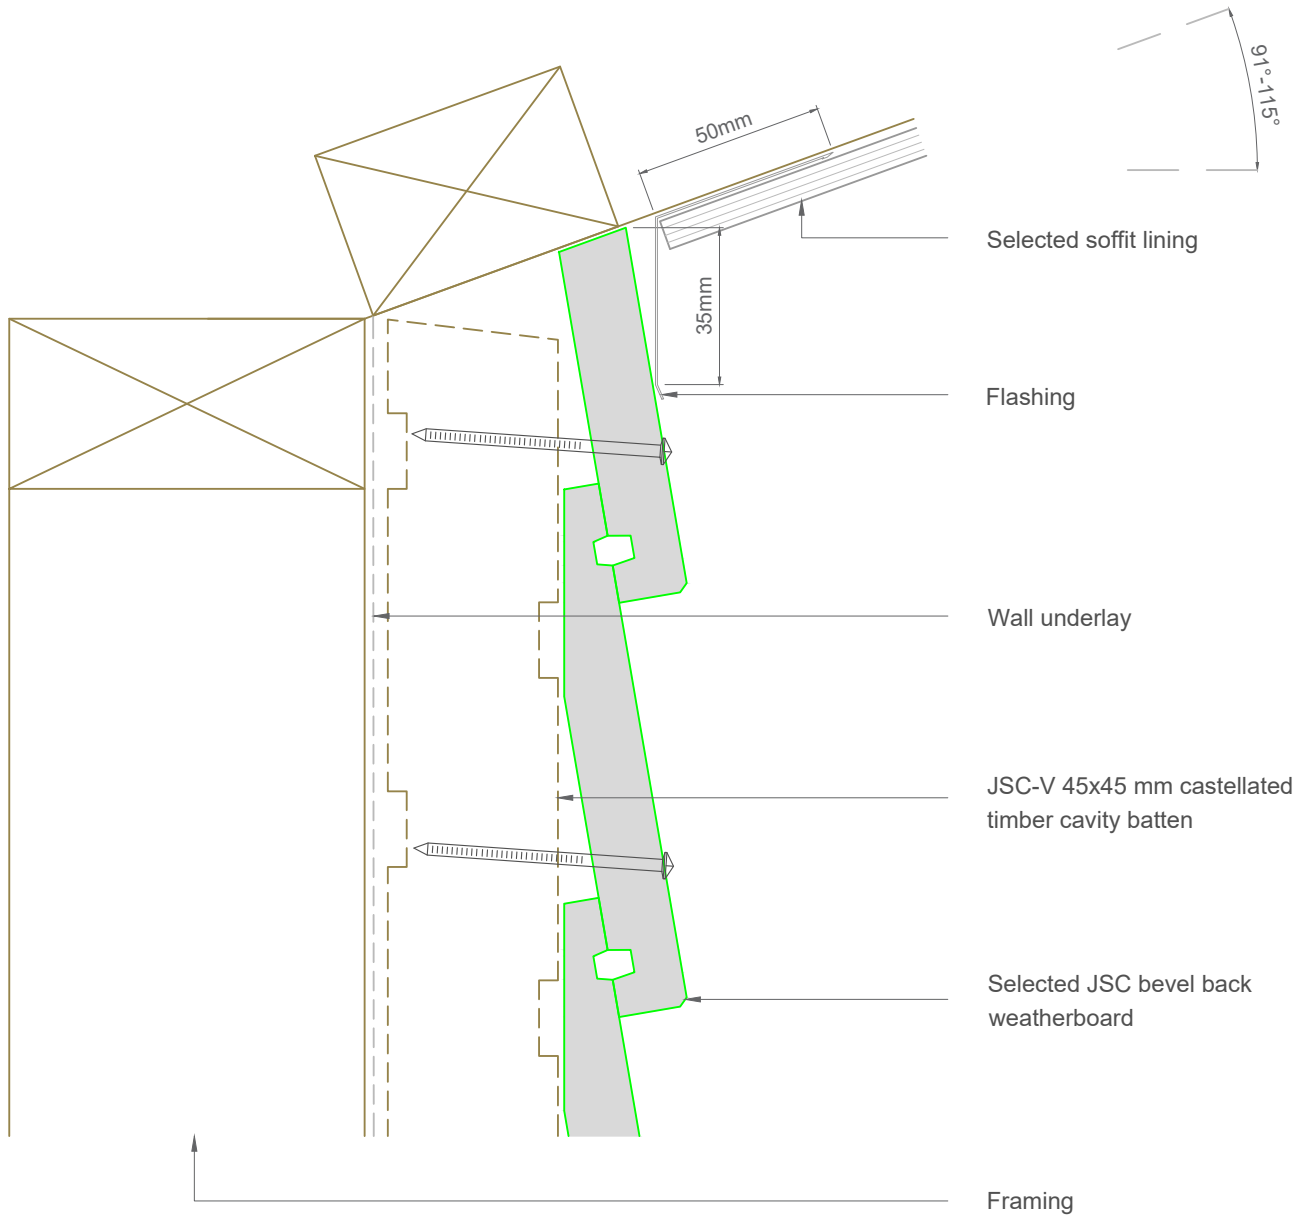 91°-115°
50mm
Selected soffit lining
35mm
Flashing
Wall underlay
JSC-V 45x45 mm castellated
timber cavity batten
Selected JSC bevel back
weatherboard
Framing